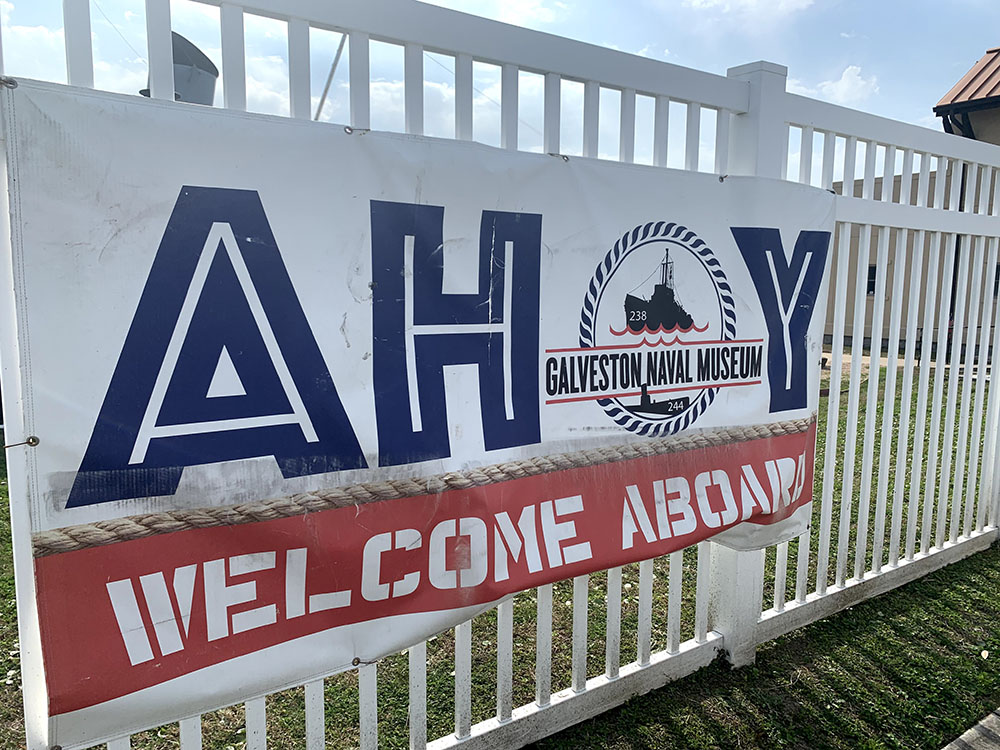 AHOY
238
GALVESTON NAVAL MUSEUM
244
WELCOME ABOARD